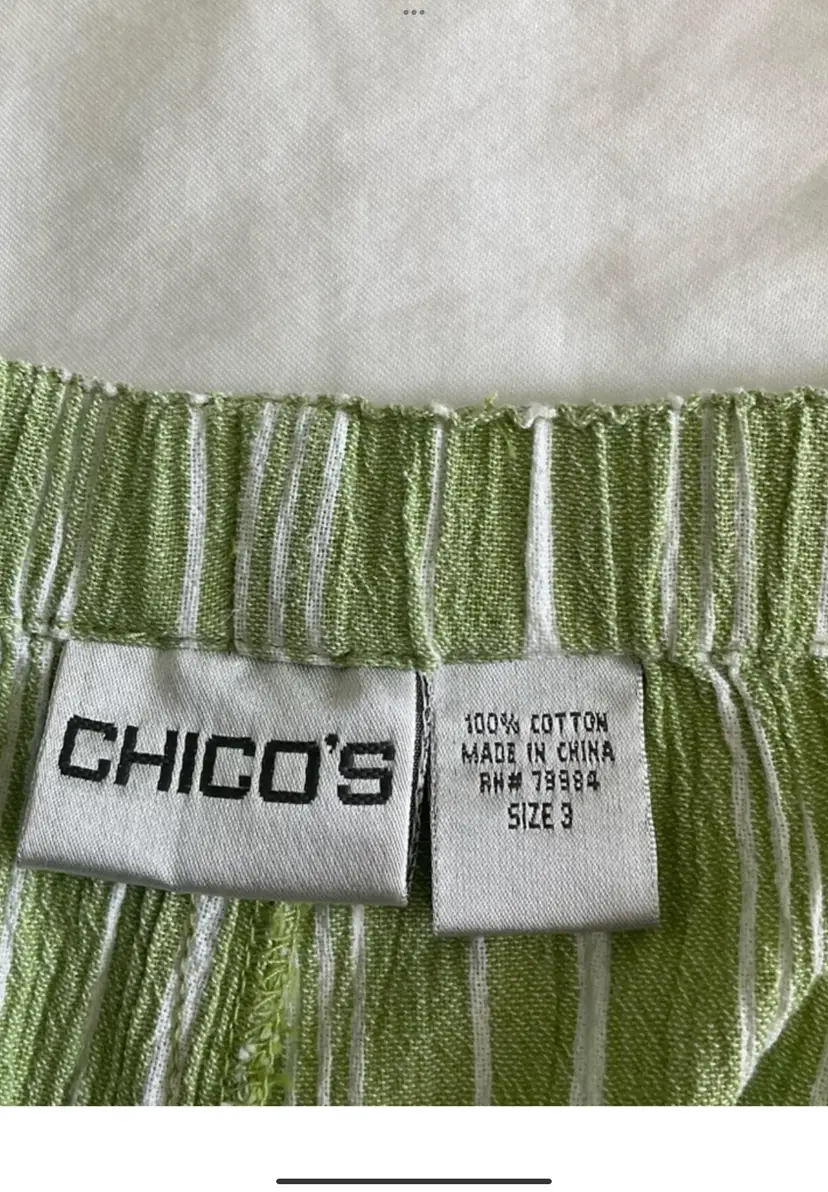 CHICO'S
100% COTTON
MADE IN CHINA
RN# 79984
SIZE 3